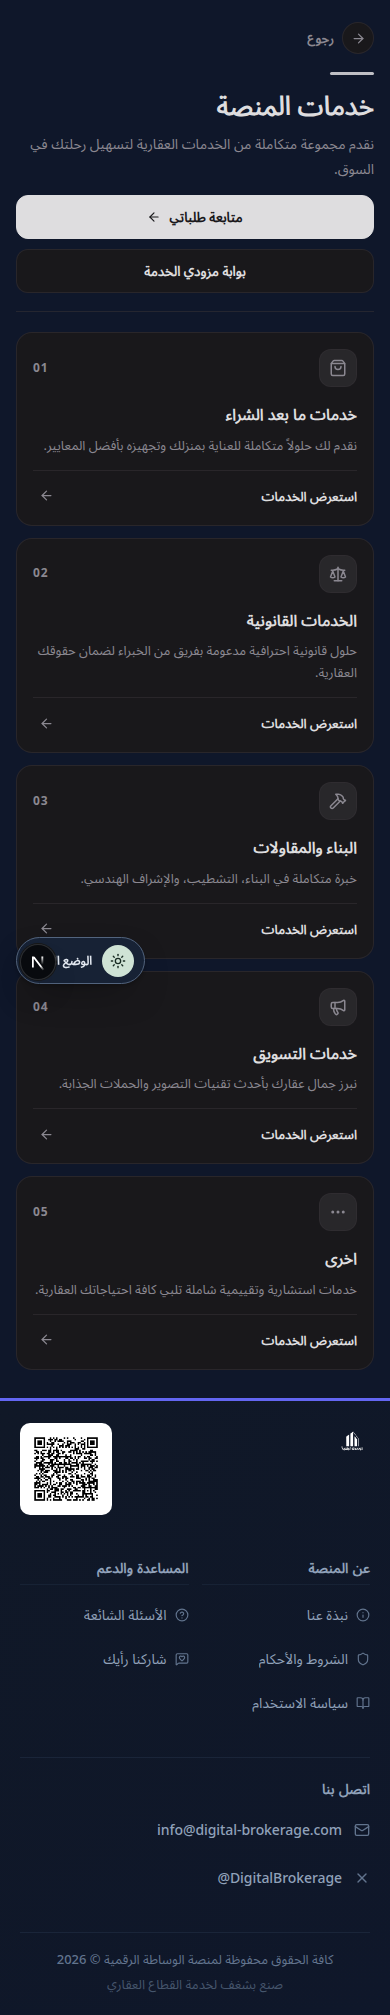 رجوع
خدمات المنصة
نقدم مجموعة متكاملة من الخدمات العقارية لتسهيل رحلتك في
السوق.
متابعة طلباتي
بوابة مزودي الخدمة
01
خدمات ما بعد الشراء
نقدم لك حلولاً متكاملة للعناية بمنزلك وتجهيزه بأفضل المعايير.
استعرض الخدمات
02
الخدمات القانونية
حلول قانونية احترافية مدعومة بفريق من الخبراء لضمان حقوقك
العقارية.
استعرض الخدمات
03
البناء والمقاولات
خبرة متكاملة في البناء، التشطيب، والإشراف الهندسي.
استعرض الخدمات
الوضع ا
N
04
خدمات التسويق
نبرز جمال عقارك بأحدث تقنيات التصوير والحملات الجذابة.
استعرض الخدمات
05
اخرى
خدمات استشارية وتقييمية شاملة تلبي كافة احتياجاتك العقارية.
استعرض الخدمات
عن المنصة
نبذة عنا
الشروط والأحكام
سياسة الاستخدام
المساعدة والدعم
الأسئلة الشائعة
شاركنا رأيك
اتصل بنا
info@digital-brokerage.com
@DigitalBrokerage
كافة الحقوق محفوظة لمنصة الوساطة الرقمية © 2026
صنع بشغف لخدمة القطاع العقاري